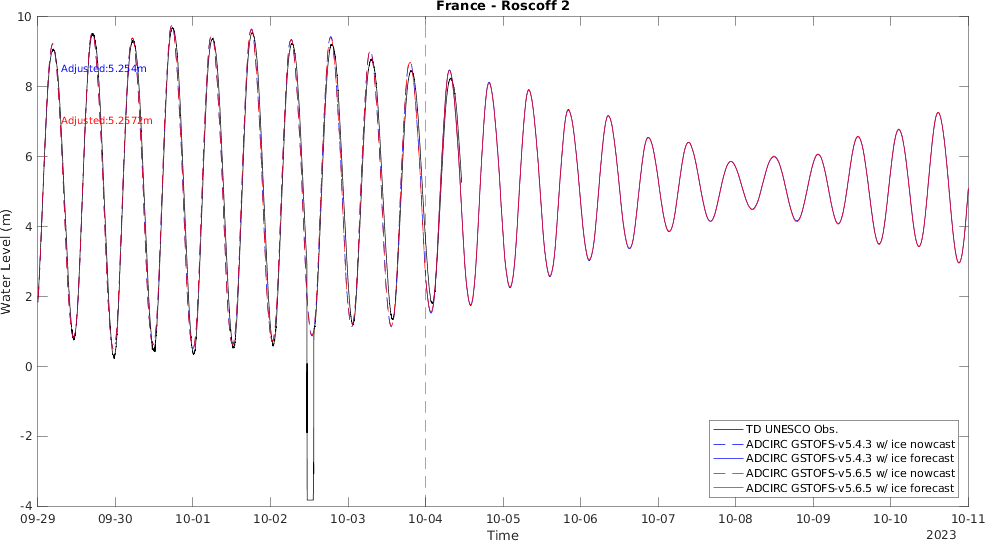 France - Roscoff 2
10
8
6
4
2
0
-2
-4
Water Level (m)
Adjusted:5.254m
Adjusted:5.2572m
TD UNESCO Obs.
ADCIRC GSTOFS-v5.4.3 w/ ice nowcast
ADCIRC GSTOFS-v5.4.3 w/ ice forecast
ADCIRC GSTOFS-v5.6.5 w/ ice nowcast
ADCIRC GSTOFS-v5.6.5 w/ ice forecast
09-29 09-30 10-01 10-02 10-03 10-04 10-05 10-06 10-07 10-08 10-09 10-10 10-11
Time
2023